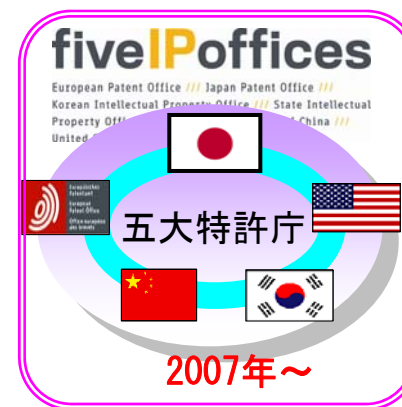 fiveIPoffices
European Patent Office /// Japan Patent Office ///
Korean Intellectual Property Office /// State Intellectual
Property China ///
United
Europäisches
Patentamt
European
Patent Office
Office européen
des brevets
五大特許庁
2007年～